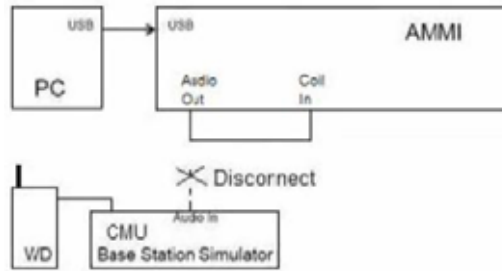 USB
USB
AMMI
PC
Audio
Out
Coil
In
Disconnect
Audio In
CMU
WD
Base Station Simulator